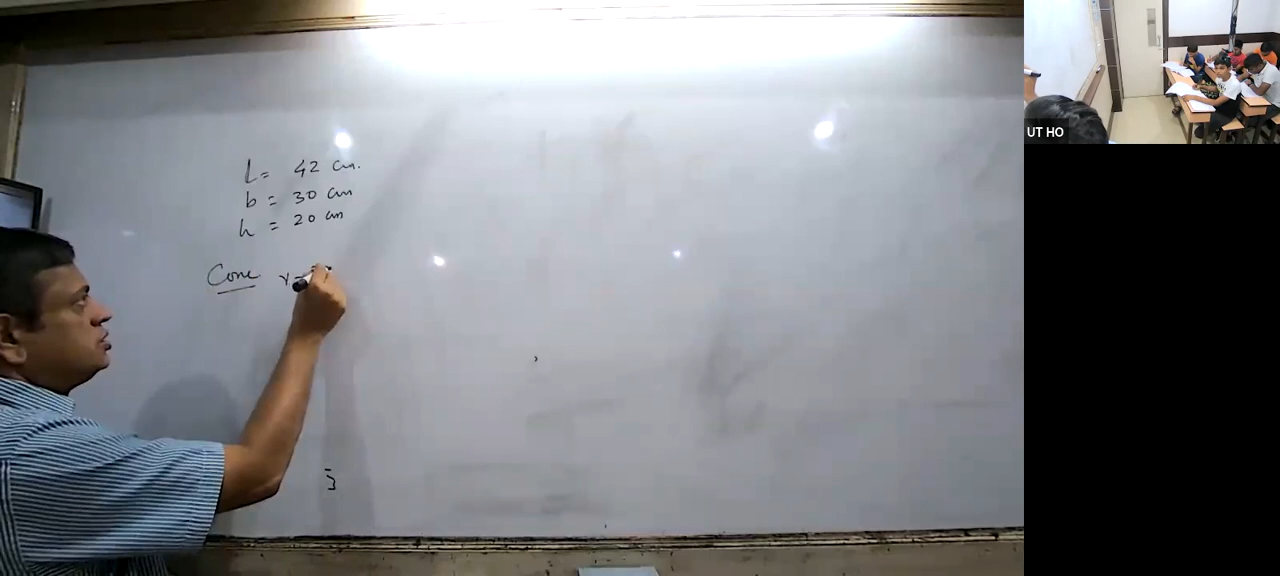 l = 42 cm.
b = 30 cm
h = 20 cm
Cone r =
UT HO